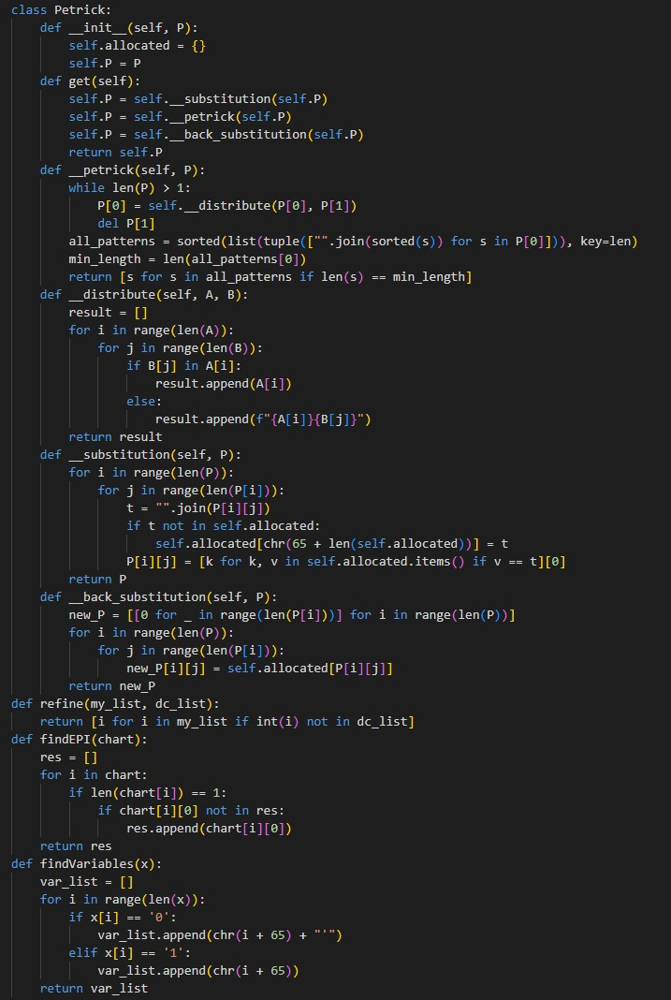 class Petrick:
    def __init__(self, P):
        self.allocated = {}
        self.P = P
    def get(self):
        self.P = self.__substitution(self.P)
        self.P = self.__petrick(self.P)
        self.P = self.__back_substitution(self.P)
        return self.P
    def __petrick(self, P):
        while len(P) > 1:
            P[0] = self.__distribute(P[0], P[1])
            del P[1]
        all_patterns = sorted(list(tuple(["".join(sorted(s)) for s in P[0]])), key=len)
        min_length = len(all_patterns[0])
        return [s for s in all_patterns if len(s) == min_length]
    def __distribute(self, A, B):
        result = []
        for i in range(len(A)):
            for j in range(len(B)):
                if B[j] in A[i]:
                    result.append(A[i])
                else:
                    result.append(f"{A[i]}{B[j]}")
        return result
    def __substitution(self, P):
        for i in range(len(P)):
            for j in range(len(P[i])):
                t = "".join(P[i][j])
                if t not in self.allocated:
                    self.allocated[chr(65 + len(self.allocated))] = t
                P[i][j] = [k for k, v in self.allocated.items() if v == t][0]
        return P
    def __back_substitution(self, P):
        new_P = [[0 for _ in range(len(P[i]))] for i in range(len(P))]
        for i in range(len(P)):
            for j in range(len(P[i])):
                new_P[i][j] = self.allocated[P[i][j]]
        return new_P
def refine(my_list, dc_list):
    return [i for i in my_list if int(i) not in dc_list]
def findEPI(chart):
    res = []
    for i in chart:
        if len(chart[i]) == 1:
            if chart[i][0] not in res:
                res.append(chart[i][0])
    return res
def findVariables(x):
    var_list = []
    for i in range(len(x)):
        if x[i] == '0':
            var_list.append(chr(i + 65) + "'")
        elif x[i] == '1':
            var_list.append(chr(i + 65))
    return var_list